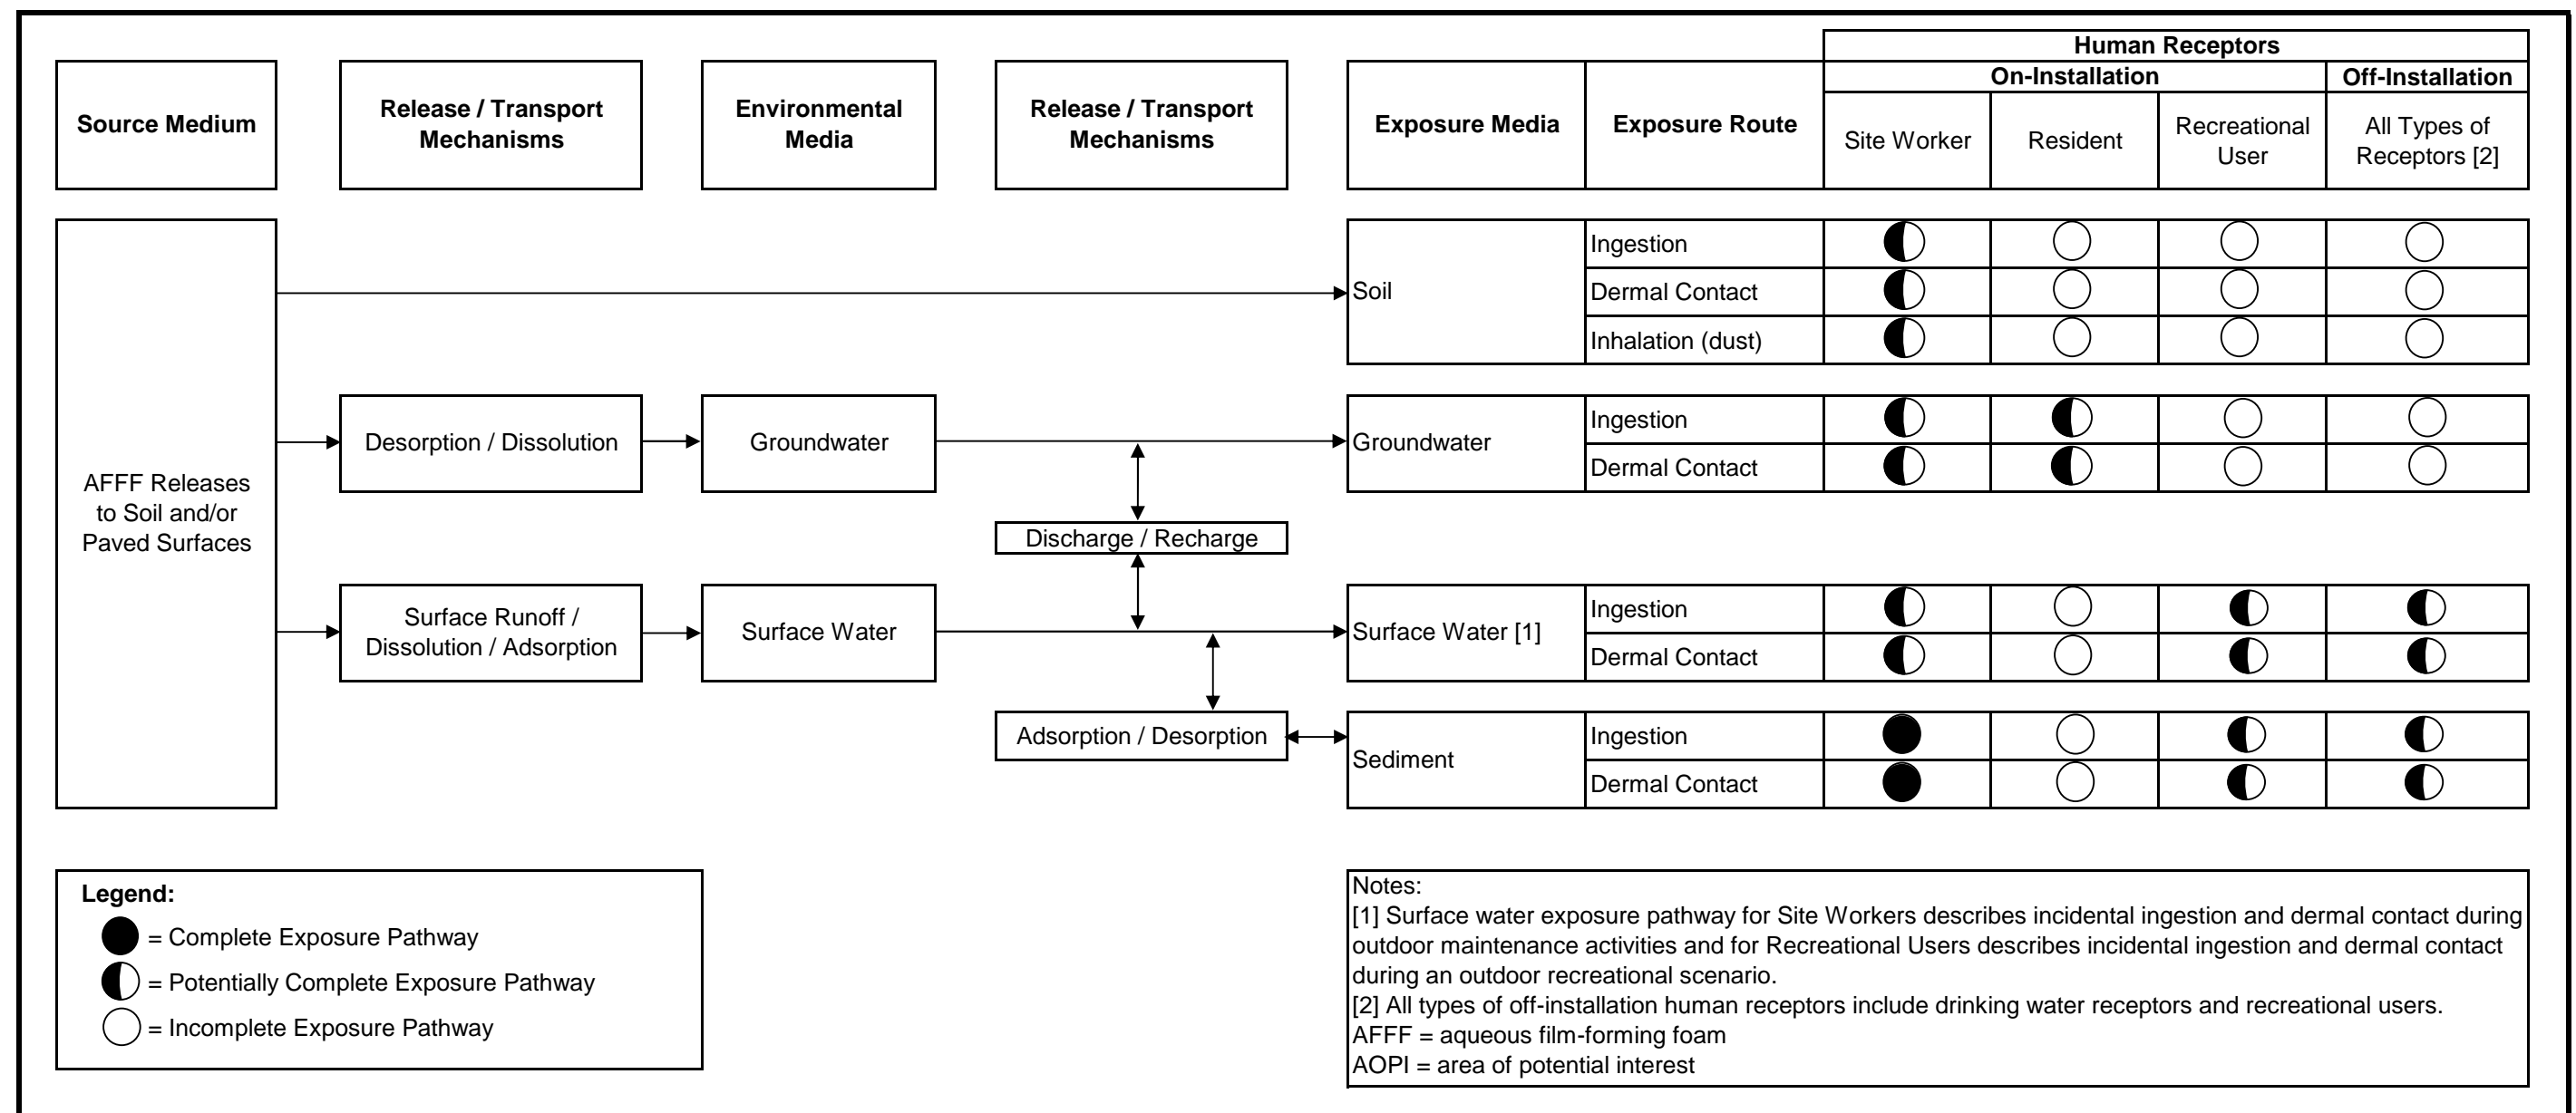 Human Receptors
On-Installation
Off-Installation
Source Medium
Release / Transport
Mechanisms
Environmental
Media
Release / Transport
Mechanisms
Exposure Media
Exposure Route
Site Worker
Resident
Recreational
User
All Types of
Receptors [2]
AFFF Releases
to Soil and/or
Paved Surfaces
Soil
Ingestion
Dermal Contact
Inhalation (dust)
Desorption / Dissolution
Groundwater
Groundwater
Ingestion
Dermal Contact
Discharge / Recharge
Surface Runoff /
Dissolution / Adsorption
Surface Water
Surface Water [1]
Ingestion
Dermal Contact
Adsorption / Desorption
Sediment
Ingestion
Dermal Contact
Legend:
= Complete Exposure Pathway
= Potentially Complete Exposure Pathway
= Incomplete Exposure Pathway
Notes:
[1] Surface water exposure pathway for Site Workers describes incidental ingestion and dermal contact during
outdoor maintenance activities and for Recreational Users describes incidental ingestion and dermal contact
during an outdoor recreational scenario.
[2] All types of off-installation human receptors include drinking water receptors and recreational users.
AFFF = aqueous film-forming foam
AOPI = area of potential interest